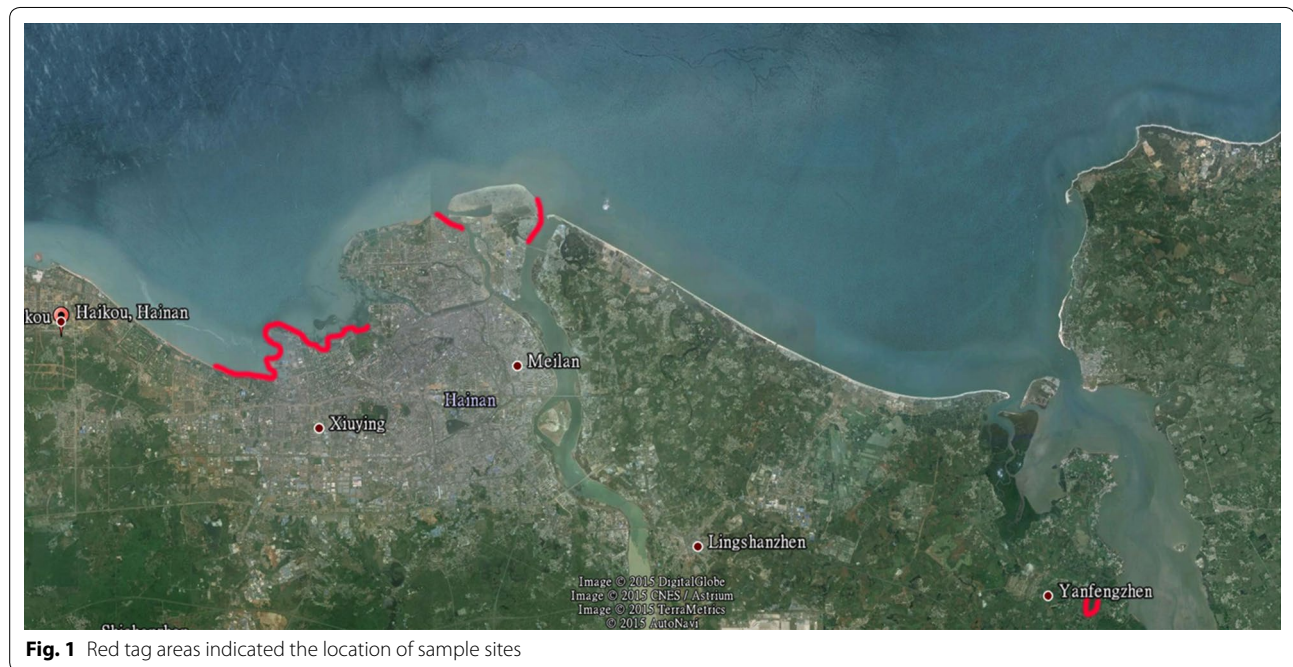 kou
Haikou, Hainan
Meilan
Hainan
Xiuying
Lingshanzhen
Yanfengzhen
Image © 2015 DigitalGlobe
Image © 2015 CNES / Astrium
Image © 2015 TerraMetrics
© 2015 AutoNavi
Fig. 1 Red tag areas indicated the location of sample sites